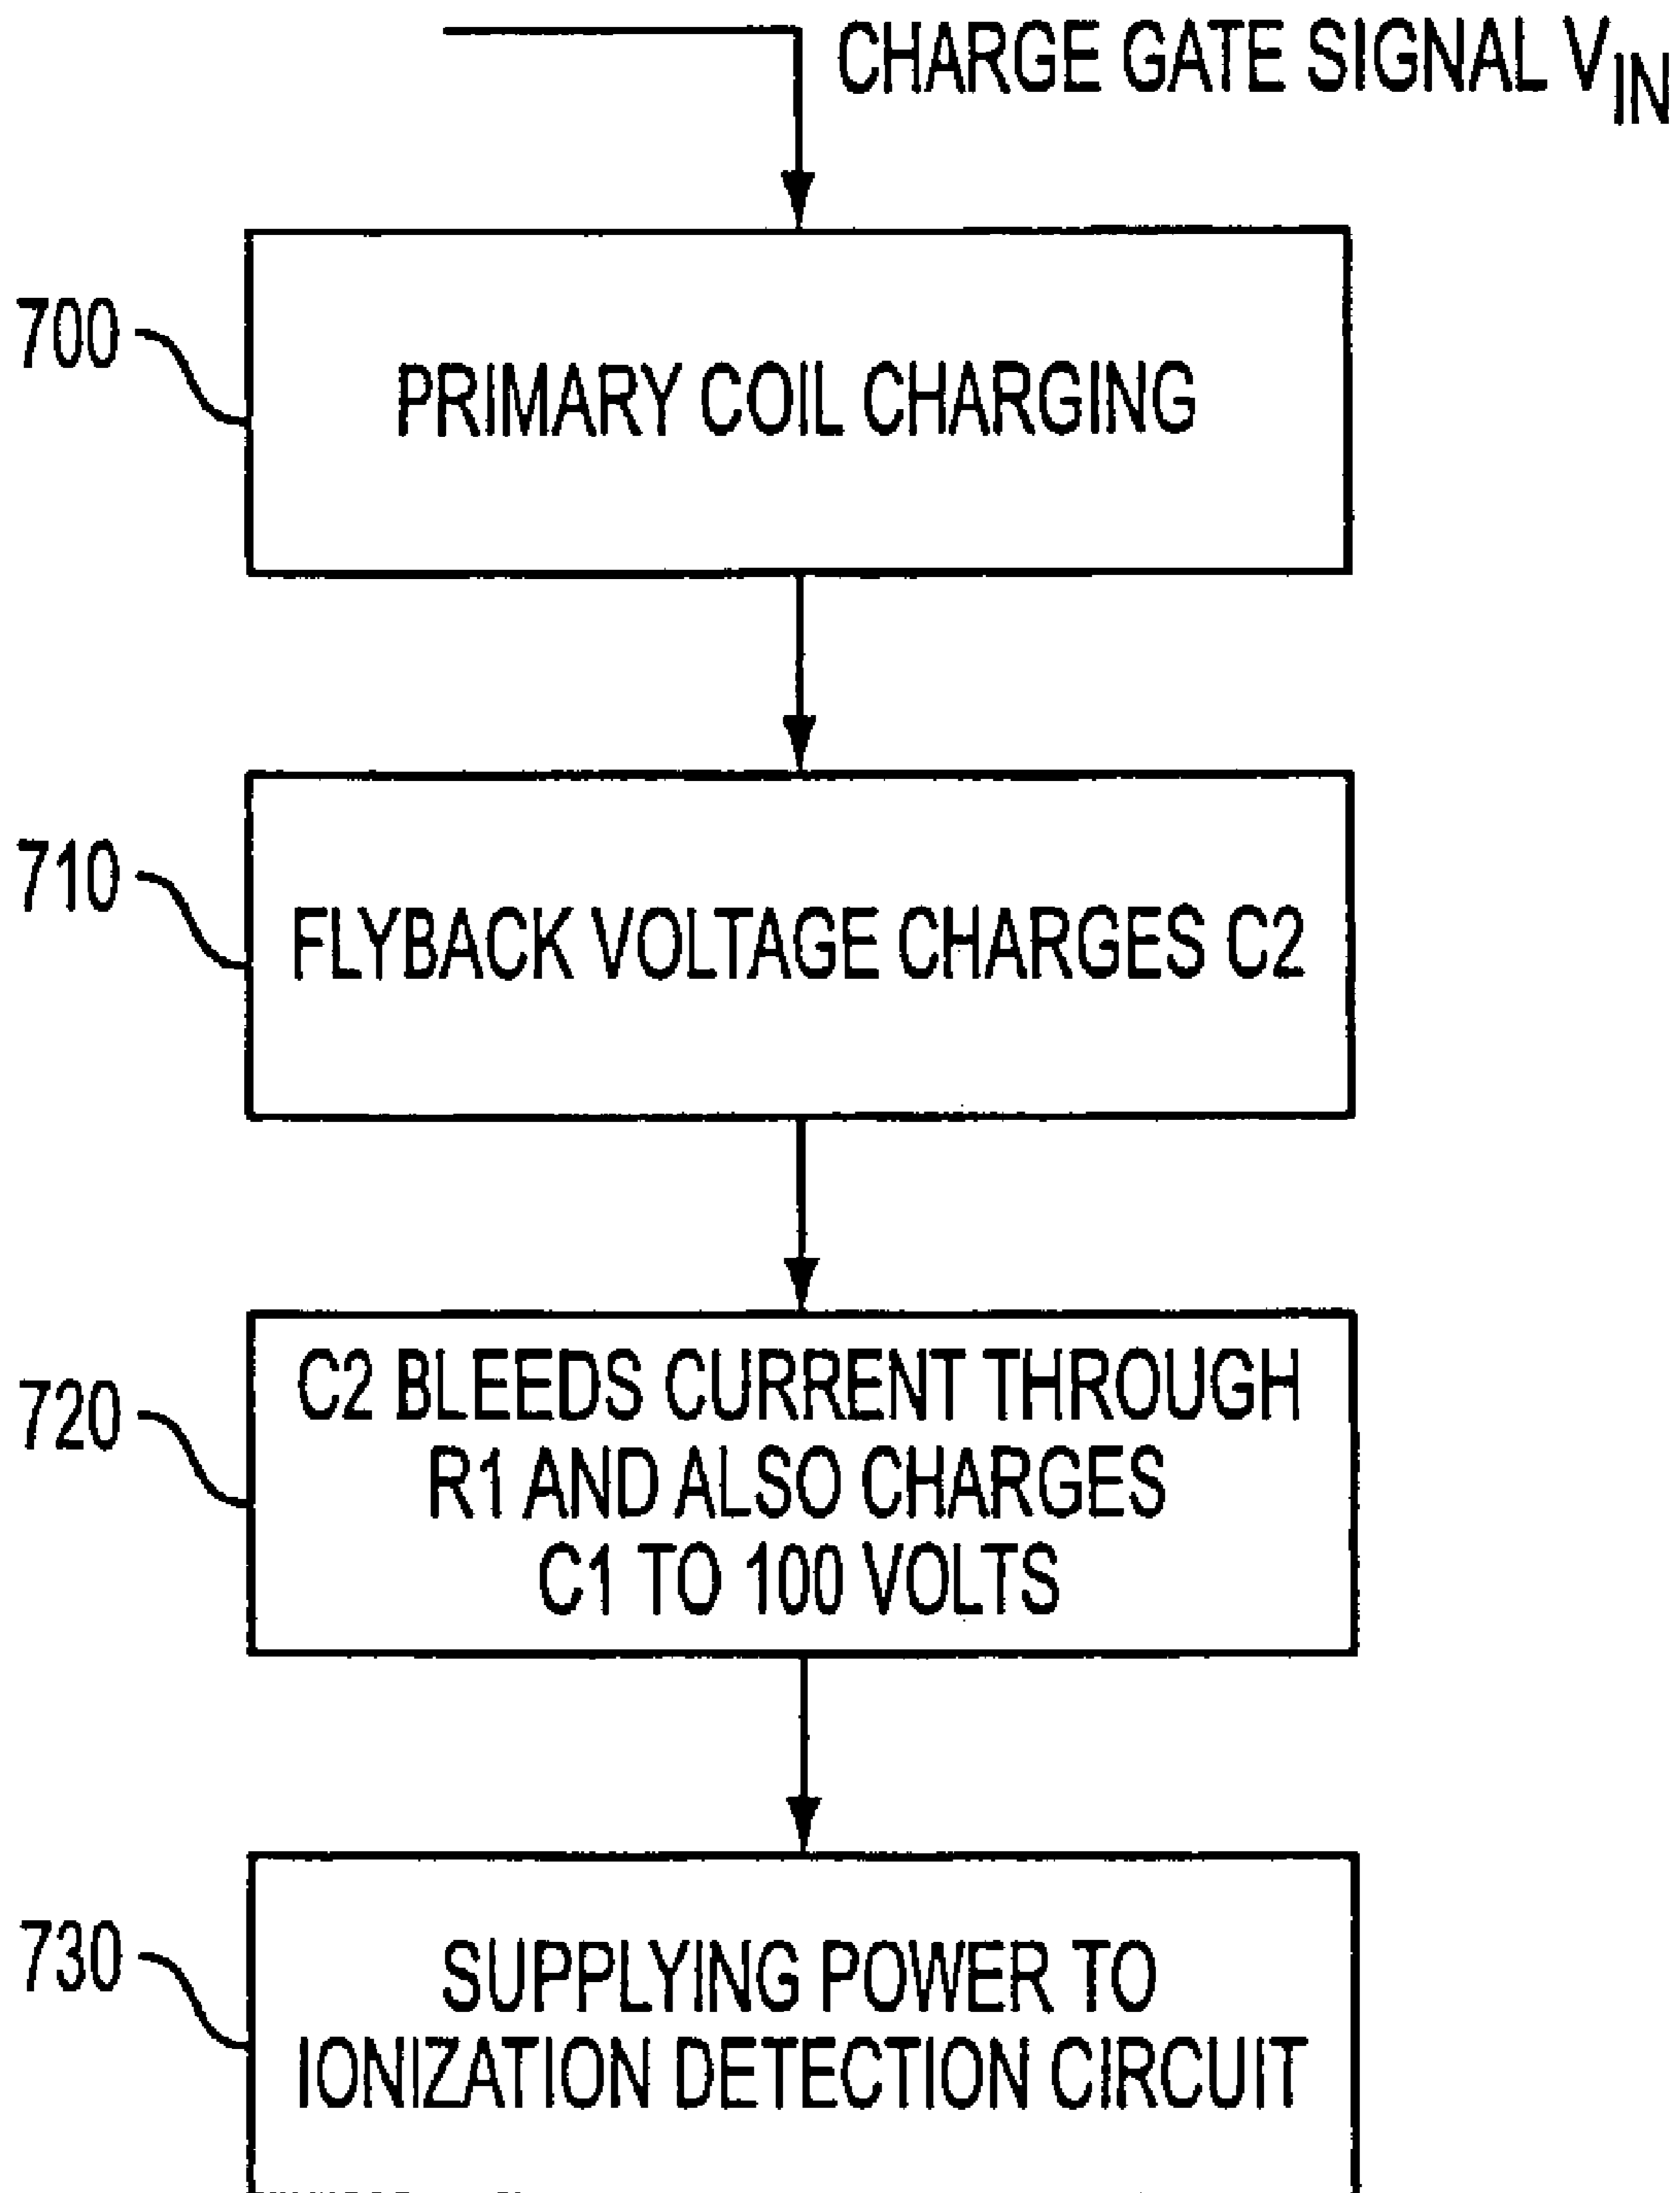 CHARGE GATE SIGNAL VIN
700
PRIMARY COIL CHARGING
710
FLYBACK VOLTAGE CHARGES C2
720
C2 BLEEDS CURRENT THROUGH
R1 AND ALSO CHARGES
C1 TO 100 VOLTS
730
SUPPLYING POWER TO
IONIZATION DETECTION CIRCUIT